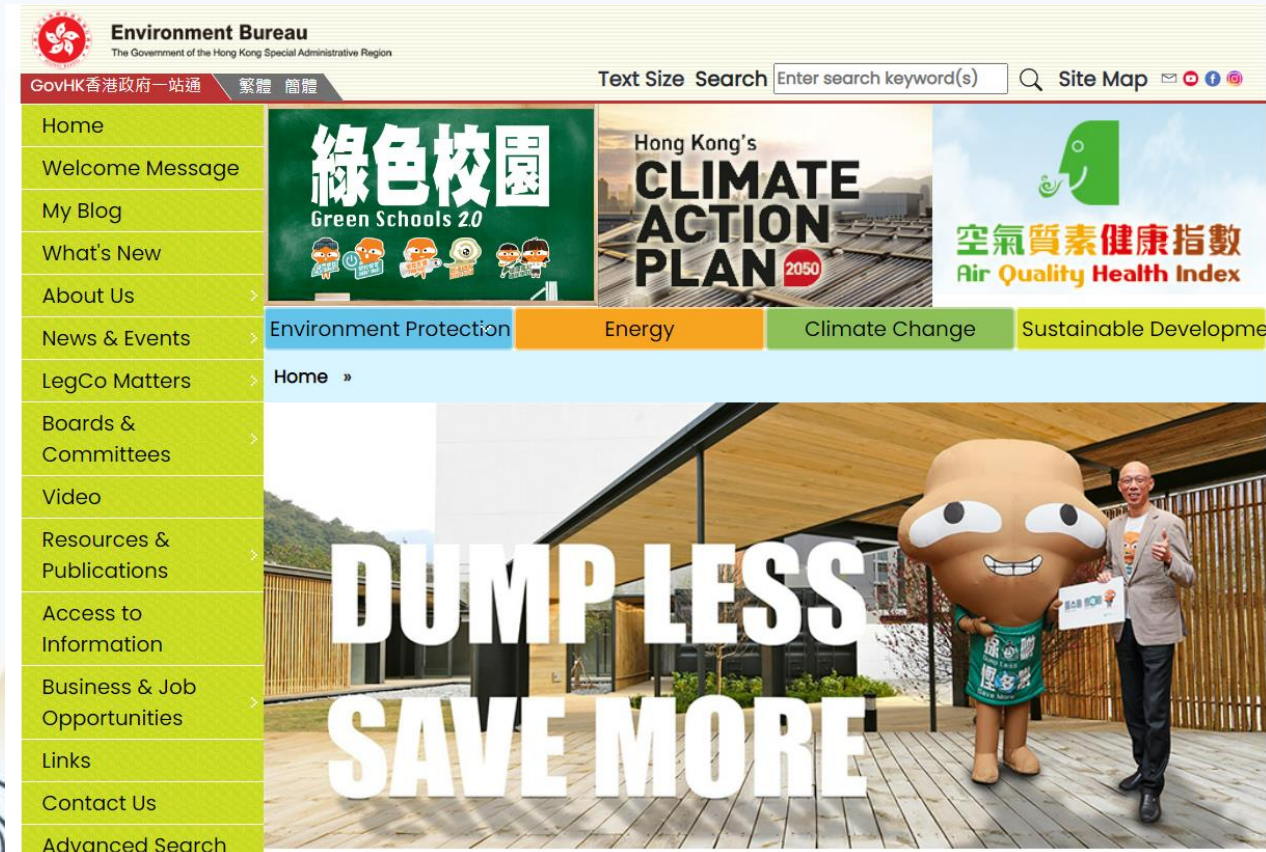 Environment Bureau
The Government of the Hong Kong Special Administrative Region
GovHK香港政府一站通 繁體 簡體
Text Size Search Enter search keyword(s) Site Map
Home
Welcome Message
My Blog
What's New
About Us
News & Events
LegCo Matters
Boards &
Committees
Video
Resources &
Publications
Access to
Information
Business & Job
Opportunities
Links
Contact Us
Advanced Search
綠色校園
Green Schools 2.0
Hong Kong's
CLIMATE
ACTION
PLAN 2050
空氣質素健康指數
Air Quality Health Index
Environment Protection Energy Climate Change Sustainable Developme
Home »
DUMP LESS
SAVE MORE
Dump Less
Save More